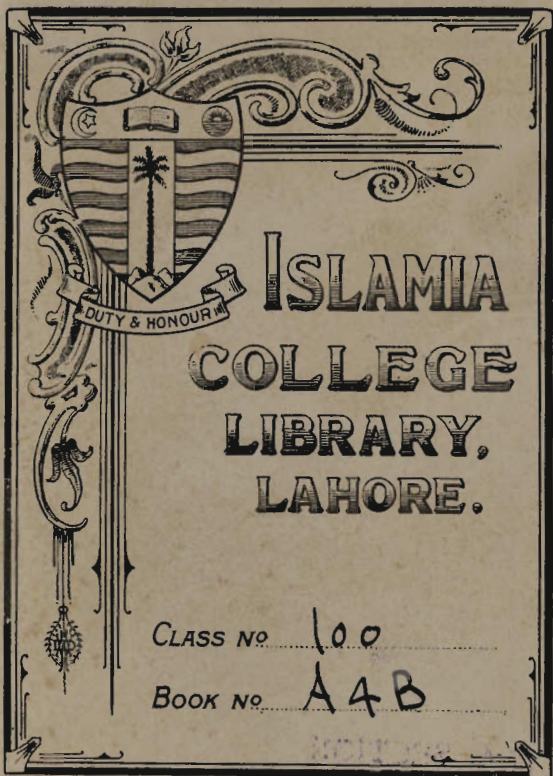 DUTY & HONOUR
ISLAMIA
COLLEGE
LIBRARY,
LAHORE.
CLASS NO 100
BOOK NO A4B